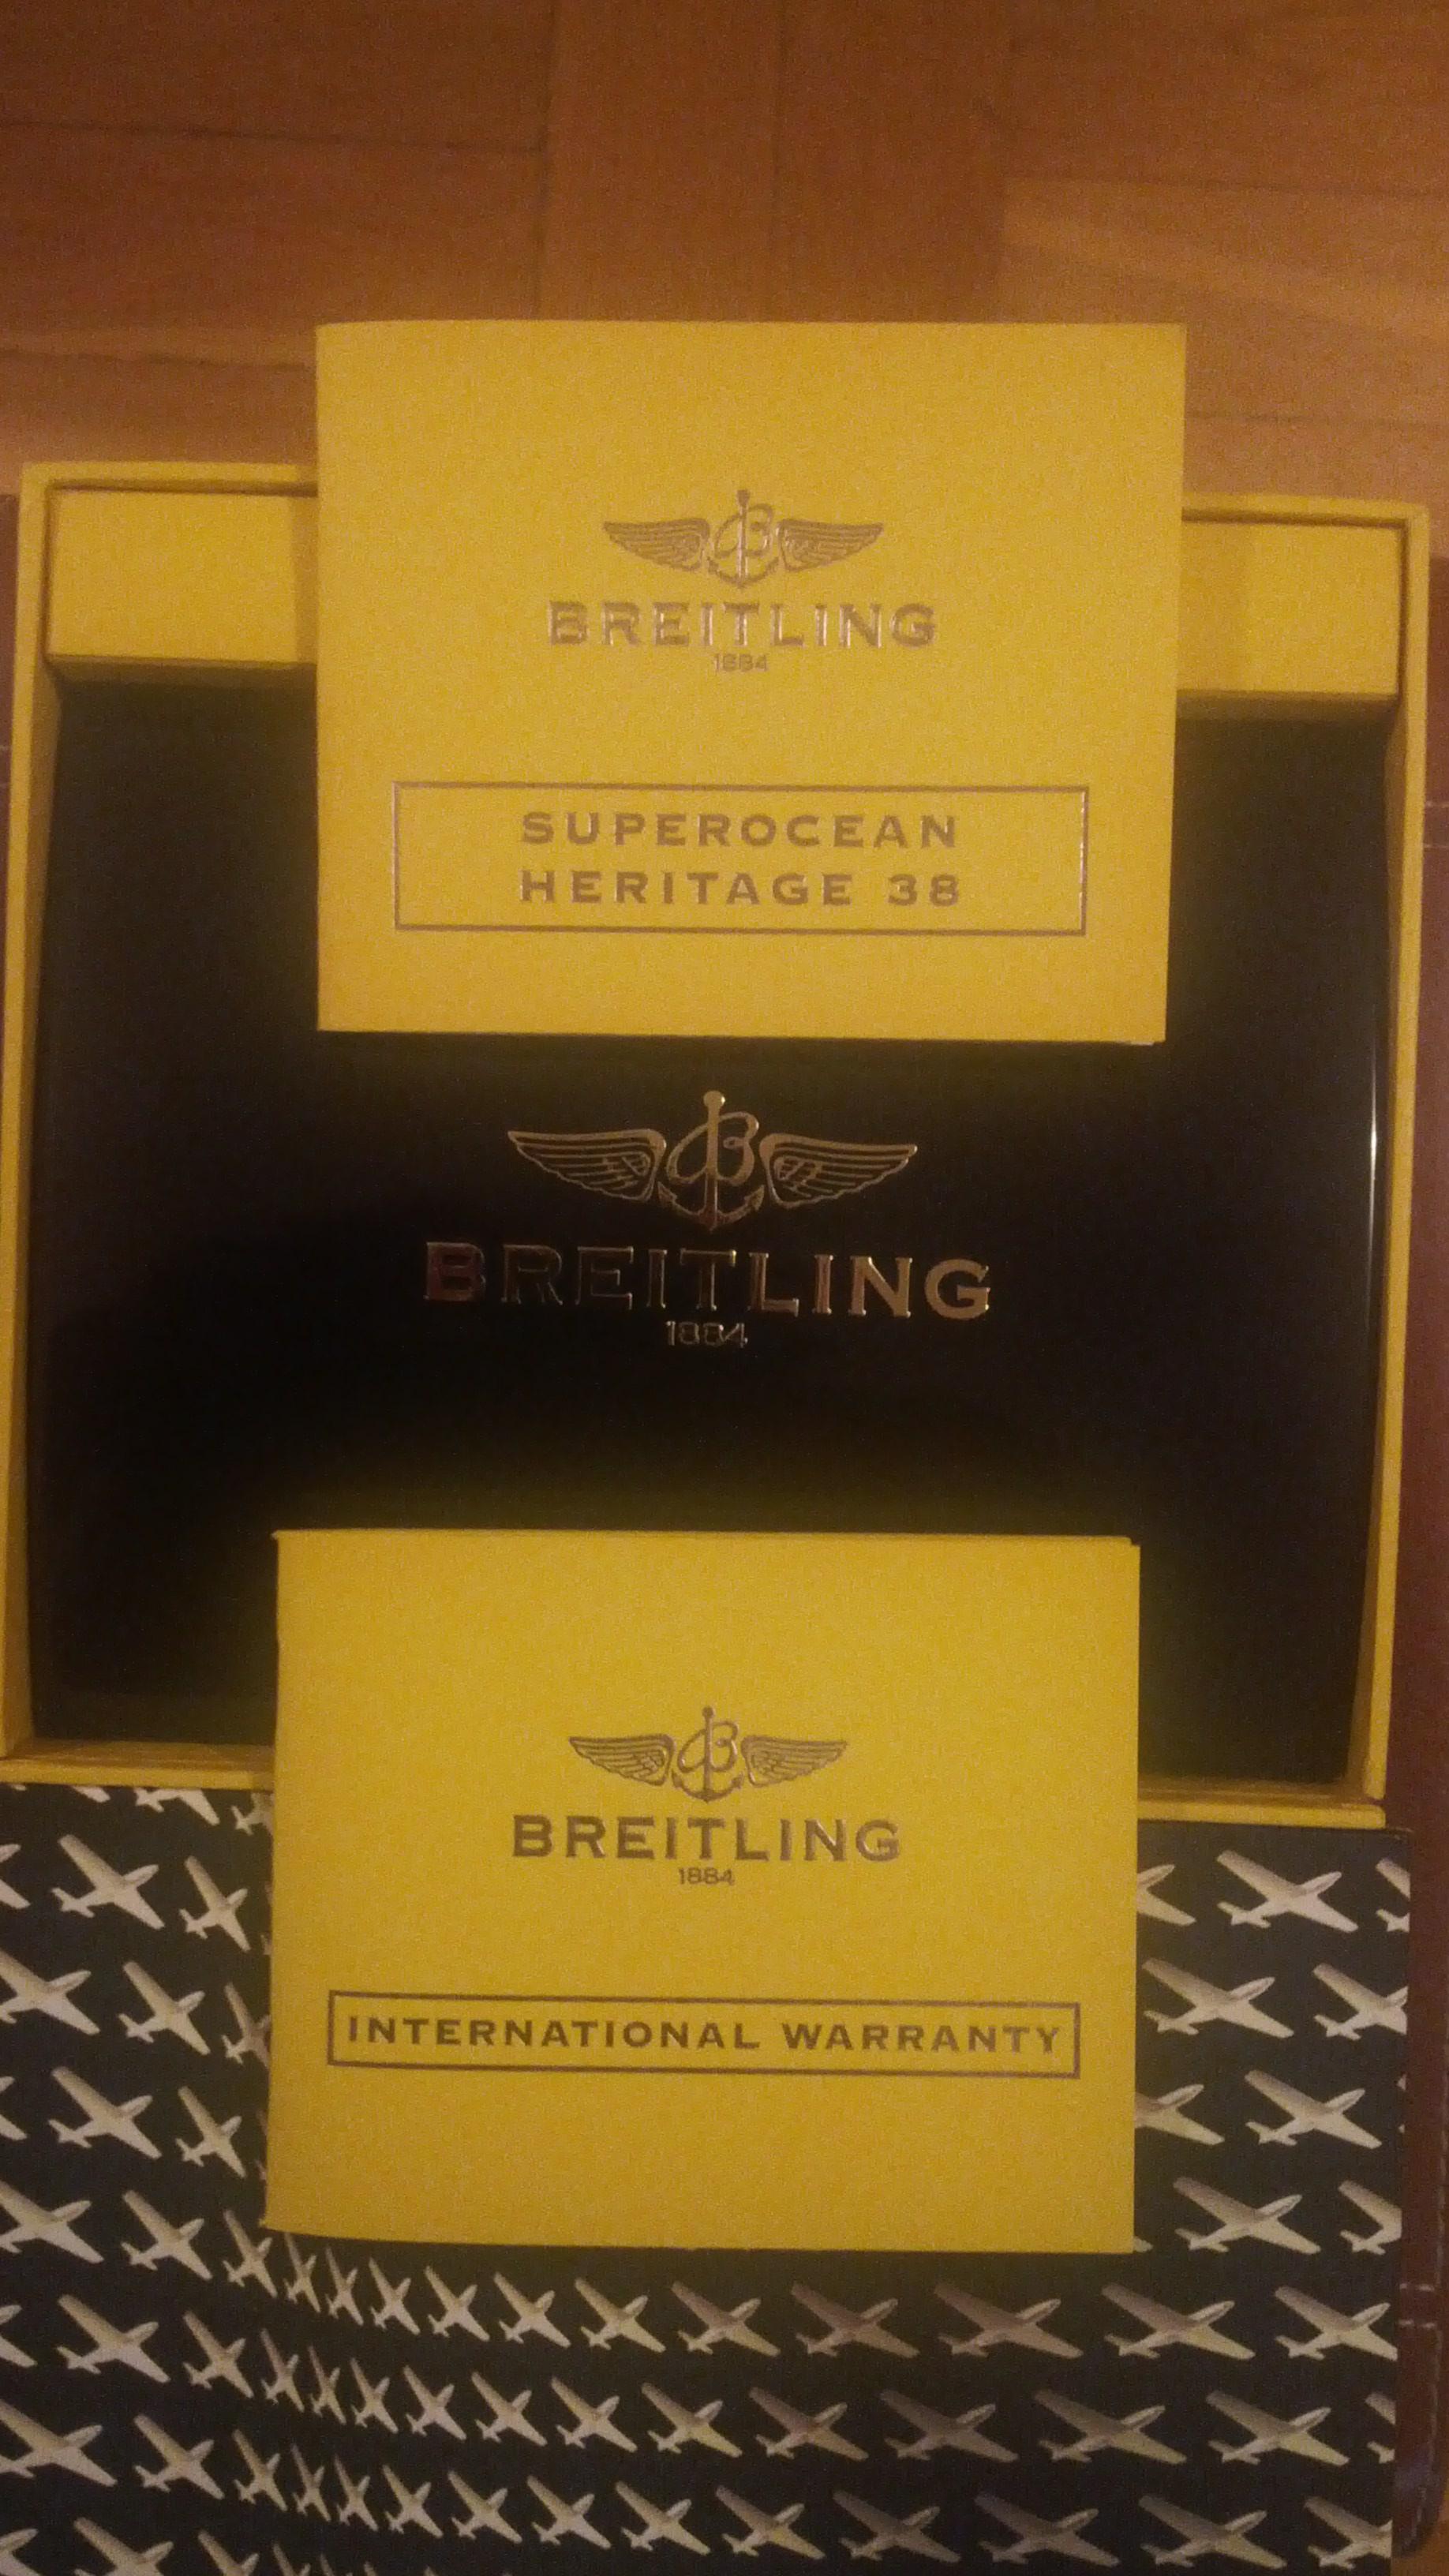 BREITLING
1884
SUPEROCEAN
HERITAGE 38
BREITLING
1884
BREITLING
1884
INTERNATIONAL WARRANTY